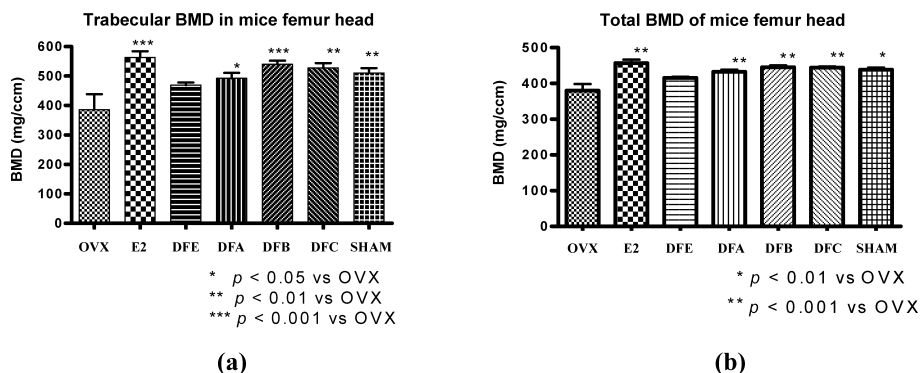 Trabecular BMD in mice femur head
BMD (mg/ccm)
600
500
400
300
200
100
0
***
*
***
**
**
OVX E2 DFE DFA DFB DFC SHAM
* p < 0.05 vs OVX
** p < 0.01 vs OVX
*** p < 0.001 vs OVX
(a)
Total BMD of mice femur head
BMD (mg/ccm)
500
400
300
200
100
0
**
**
**
**
*
OVX E2 DFE DFA DFB DFC SHAM
* p < 0.01 vs OVX
** p < 0.001 vs OVX
(b)